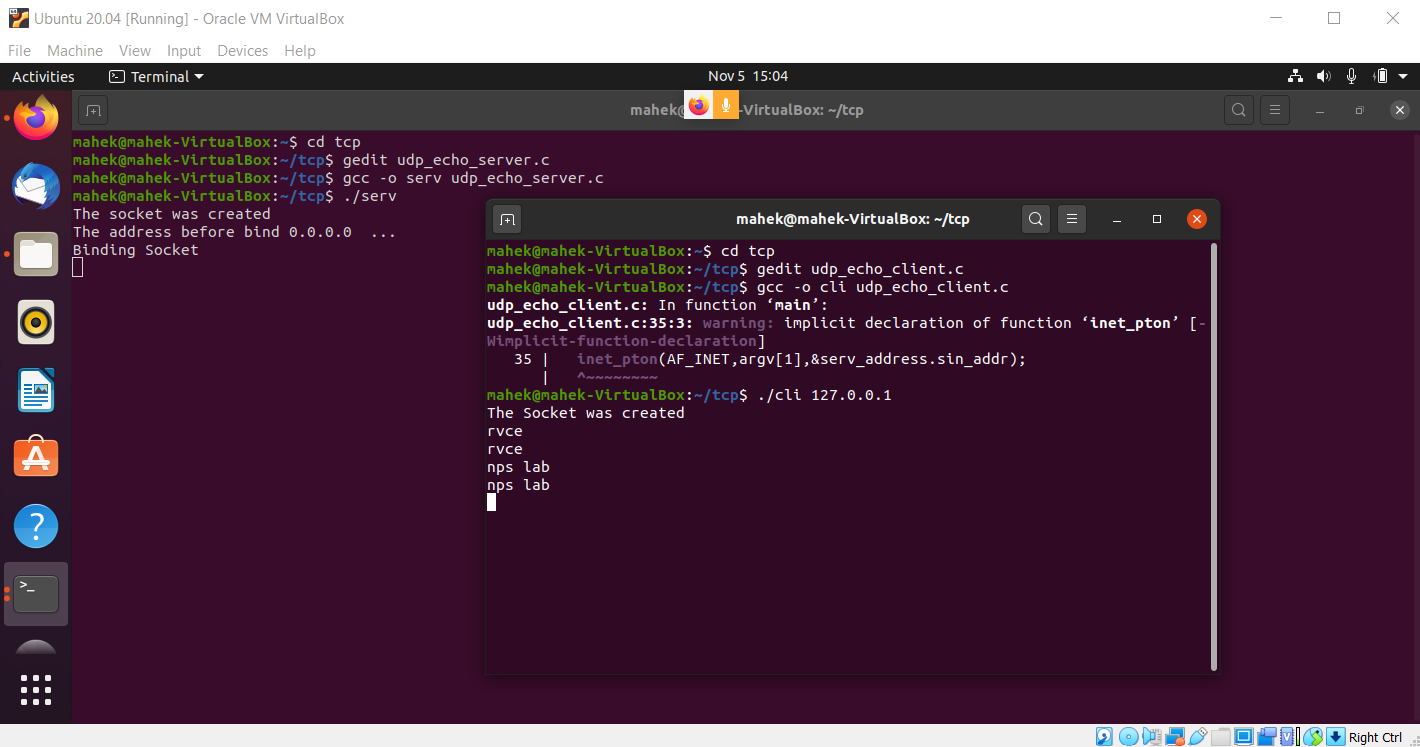 Ubuntu 20.04 [Running] - Oracle VM VirtualBox
File Machine View Input Devices Help
Activities Terminal Nov 5 15:04
mahek@ -VirtualBox: ~/tcp
mahek@mahek-VirtualBox:~$ cd tcp
mahek@mahek-VirtualBox:~/tcp$ gedit udp_echo_server.c
mahek@mahek-VirtualBox:~/tcp$ gcc -o serv udp_echo_server.c
mahek@mahek-VirtualBox:~/tcp$ ./serv
The socket was created
The address before bind 0.0.0.0  ...
Binding Socket
mahek@mahek-VirtualBox: ~/tcp
mahek@mahek-VirtualBox:~$ cd tcp
mahek@mahek-VirtualBox:~/tcp$ gedit udp_echo_client.c
mahek@mahek-VirtualBox:~/tcp$ gcc -o cli udp_echo_client.c
udp_echo_client.c: In function ‘main’:
udp_echo_client.c:35:3: warning: implicit declaration of function ‘inet_pton’ [-
Wimplicit-function-declaration]
   35 |   inet_pton(AF_INET,argv[1],&serv_address.sin_addr);
      |   ^~~~~~~~~
mahek@mahek-VirtualBox:~/tcp$ ./cli 127.0.0.1
The Socket was created
rvce
rvce
nps lab
nps lab
Right Ctrl